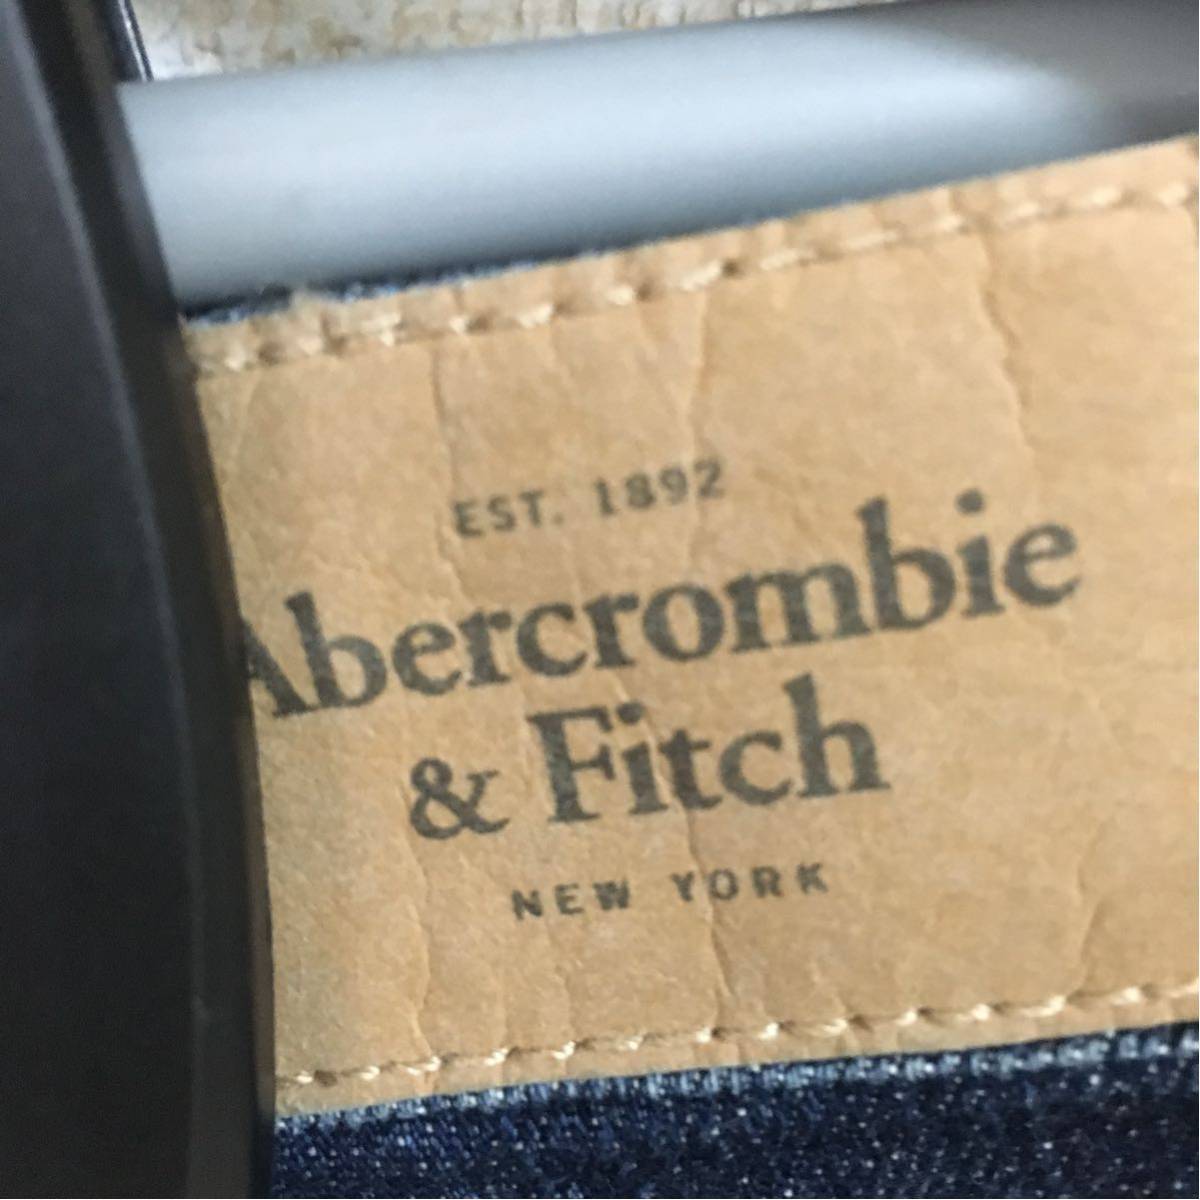 EST. 1892
Abercrombie
& Fitch
NEW YORK